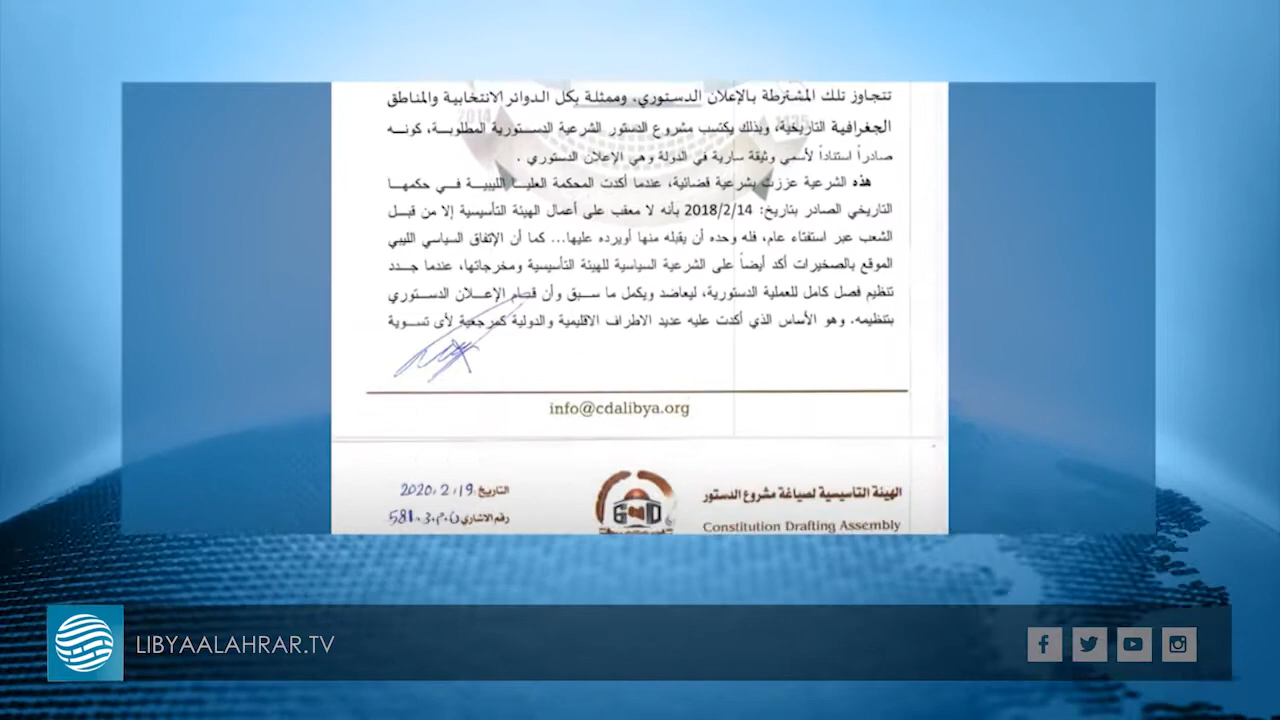 تتجاوز تلك المشترطة بالإعلان الدستوري. وممثلة بكل الدوائر الانتخابية والمناطق
الجغرافية التاريخية، وبذلك يكتسب مشروع الدستور الشرعية الدستورية المطلوبة، كونه
صادراً استناداً لأسمى وثيقة سارية في الدولة وهي الإعلان الدستوري .
هذه الشرعية عززت بشرعية قضائية، عندما أكدت المحكمة العليا الليبية في حكمها
التاريخي الصادر بتاريخ: 2018/2/14 بأنه لا معقب على أعمال الهيئة التأسيسية إلا من قبل
الشعب عبر استفتاء عام، فله وحده أن يقبله منها أويرده عليها... كما أن الإتفاق السياسي الليبي
الموقع بالصخيرات أكد أيضاً على الشرعية السياسية للهيئة التأسيسية ومخرجاتها، عندما جدد
تنظيم فصل كامل للعملية الدستورية، ليعاضد ويكمل ما سبق وأن قام الإعلان الدستوري
بتنظيمه. وهو الأساس الذي أكدت عليه عديد الاطراف الاقليمية والدولية كمرجعية لأى تسوية
info@cdalibya.org
الهيئة التأسيسية لصياغة مشروع الدستور
Constitution Drafting Assembly
التاريخ: 2020.2.19
رقم الاشاري
581
2014
1435
LIBYAALAHRAR.TV